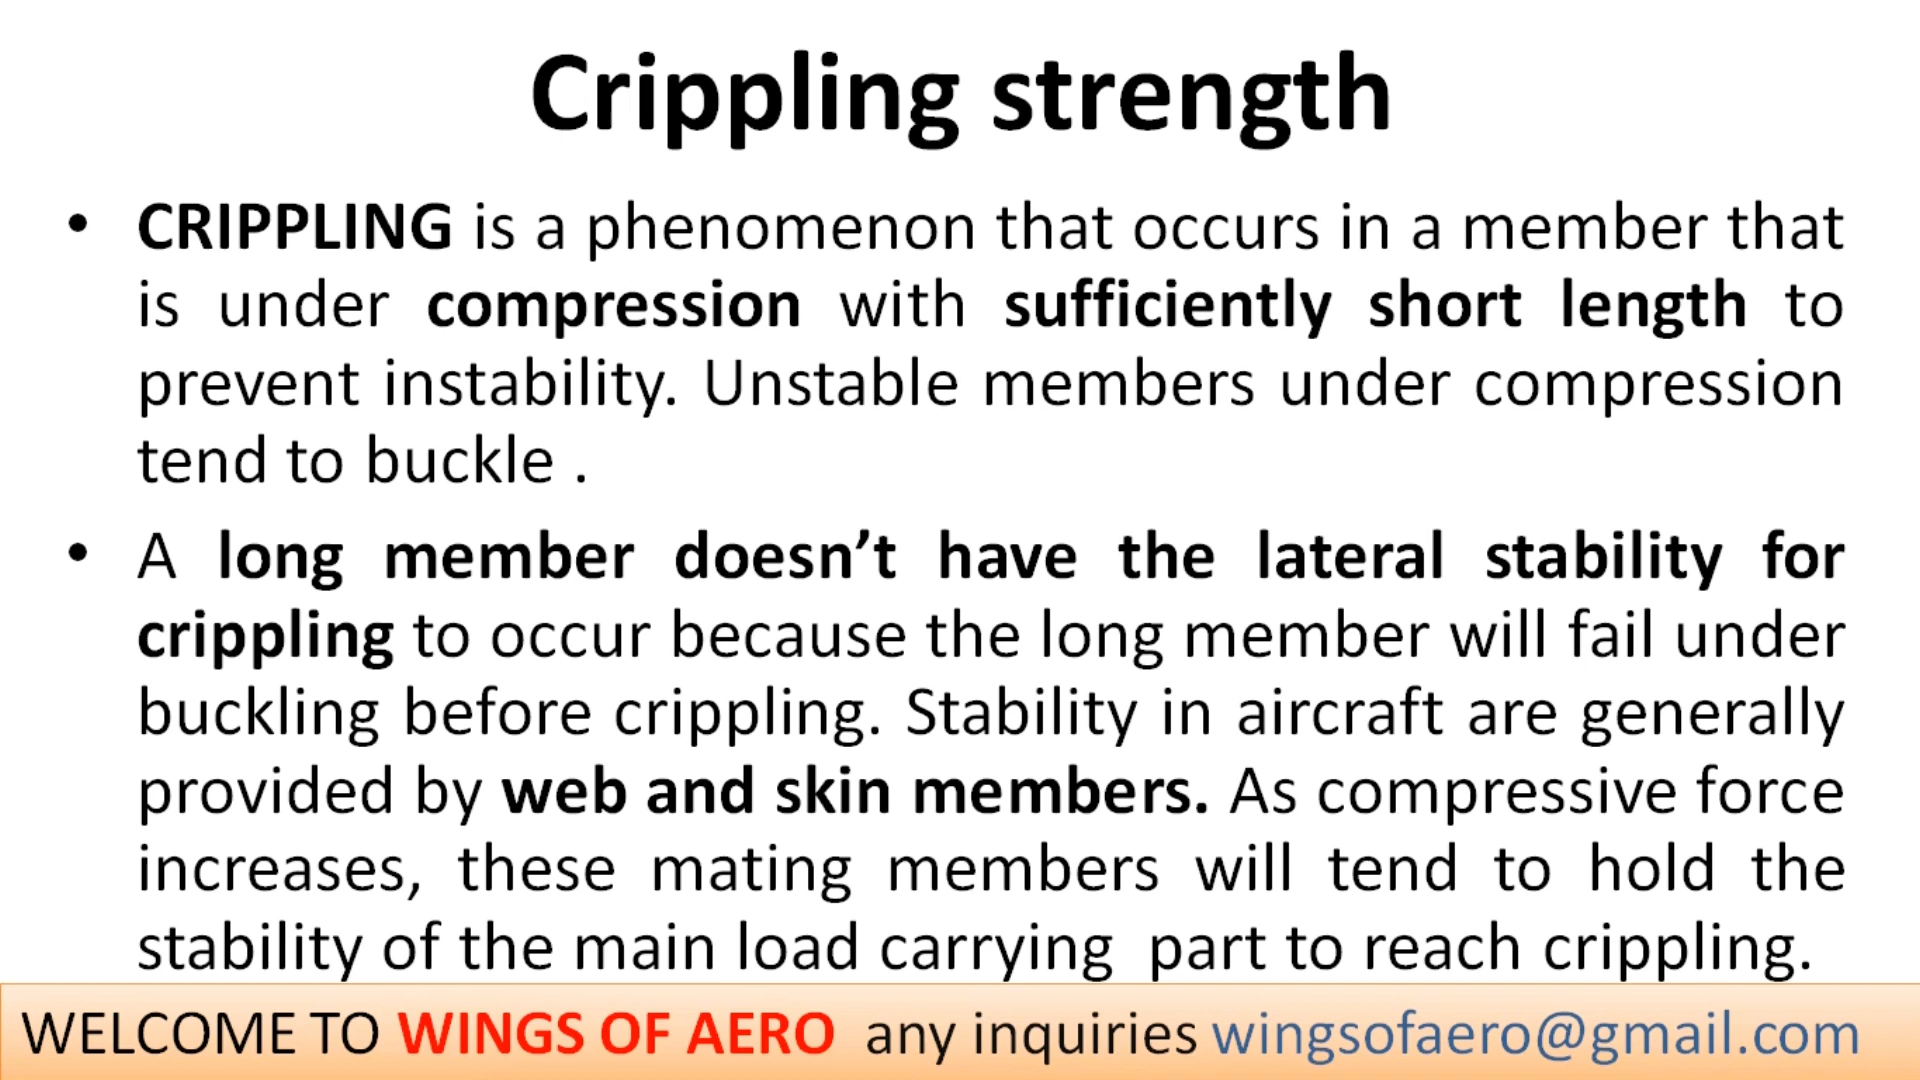 Crippling strength
• CRIPPLING is a phenomenon that occurs in a member that
is under compression with sufficiently short length to
prevent instability. Unstable members under compression
tend to buckle .
• A long member doesn’t have the lateral stability for
crippling to occur because the long member will fail under
buckling before crippling. Stability in aircraft are generally
provided by web and skin members. As compressive force
increases, these mating members will tend to hold the
stability of the main load carrying  part to reach crippling.
WELCOME TO WINGS OF AERO  any inquiries wingsofaero@gmail.com